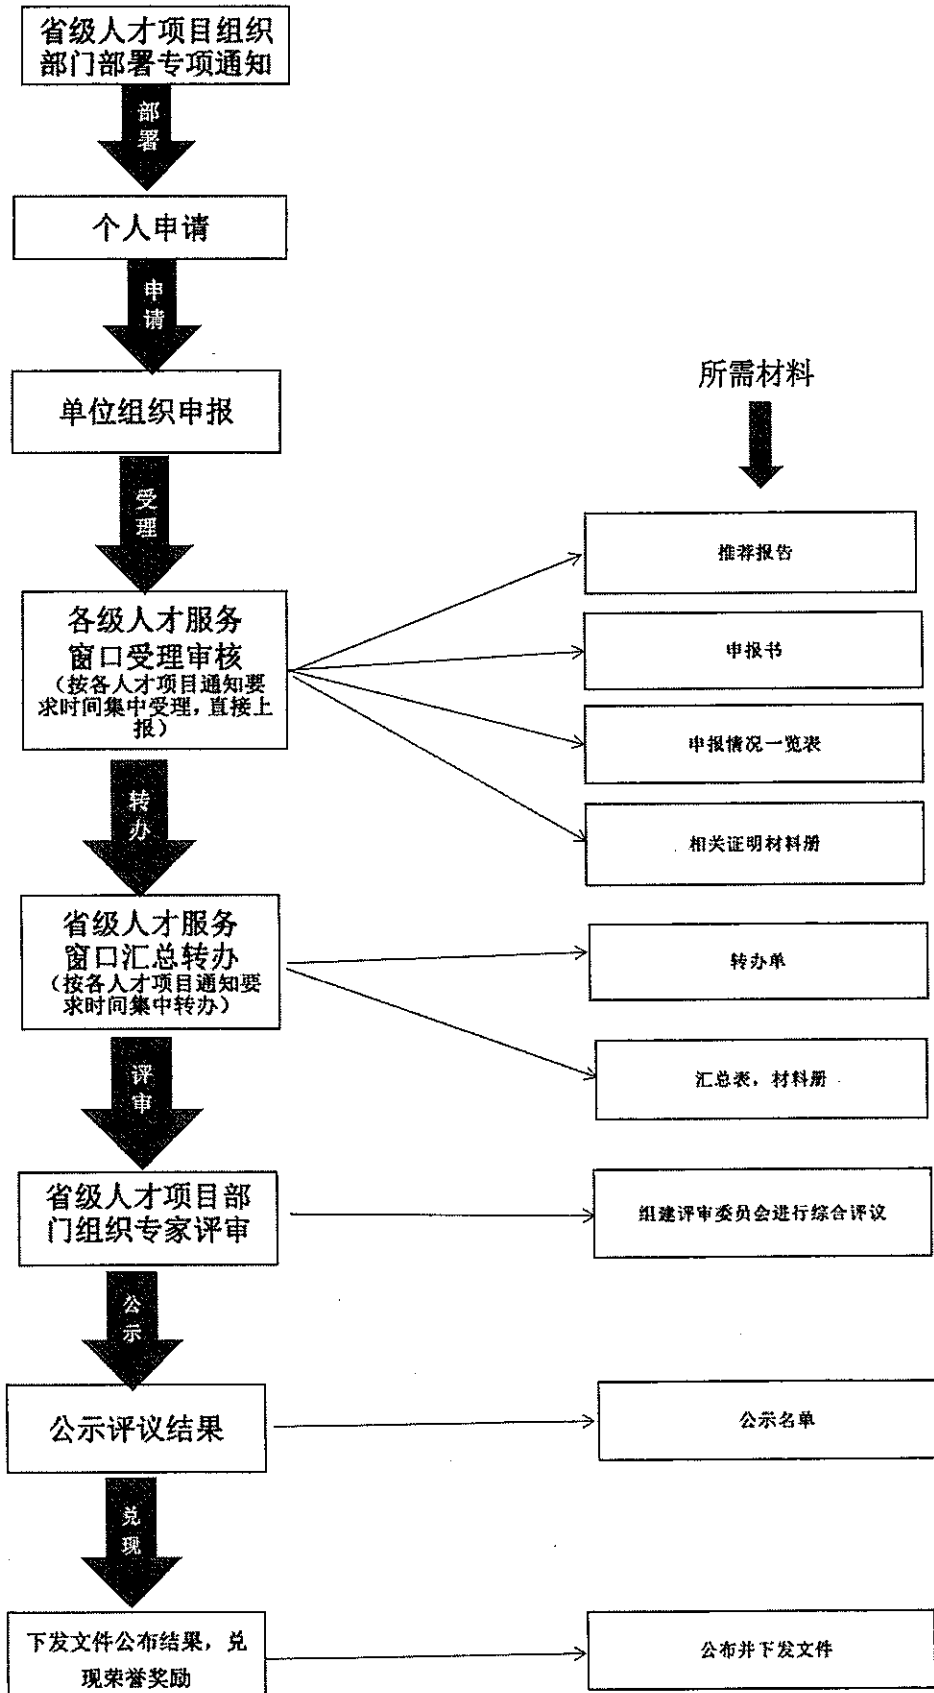 省级人才项目组织
部门部署专项通知
部
署
个人申请
申
请
单位组织申报
所需材料
受
理
推荐报告
各级人才服务
窗口受理审核
（按各人才项目通知要
求时间集中受理，直接上
报）
申报书
申报情况一览表
相关证明材料册
转
办
省级人才服务
窗口汇总转办
（按各人才项目通知要
求时间集中转办）
转办单
汇总表，材料册
评
审
省级人才项目部
门组织专家评审
组建评审委员会进行综合评议
公
示
公示评议结果
公示名单
兑
现
下发文件公布结果，兑
现荣誉奖励
公布并下发文件